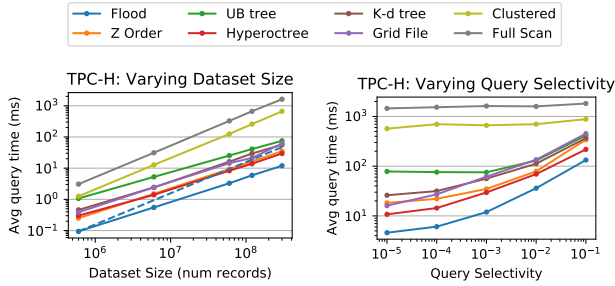 Flood
UB tree
K-d tree
Clustered
Z Order
Hyperoctree
Grid File
Full Scan
TPC-H: Varying Dataset Size
Avg query time (ms)
10³
10²
10¹
10⁰
10⁻¹
10⁶
10⁷
10⁸
Dataset Size (num records)
TPC-H: Varying Query Selectivity
Avg query time (ms)
10³
10²
10¹
10⁻⁵
10⁻⁴
10⁻³
10⁻²
10⁻¹
Query Selectivity